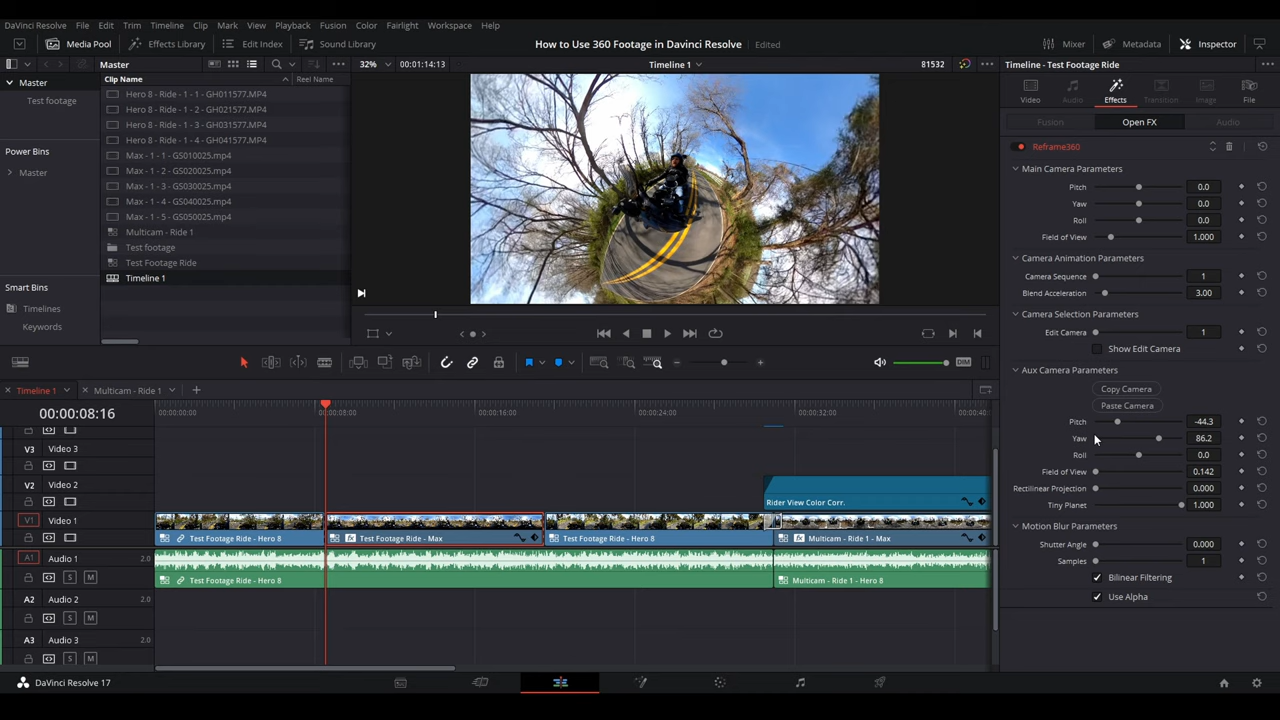 DaVinci Resolve File Edit Trim Timeline Clip Mark View Playback Fusion Color Fairlight Workspace Help
Media Pool Effects Library Edit Index Sound Library How to Use 360 Footage in Davinci Resolve Edited Mixer Metadata Inspector
Master 32% 00:01:14:13 Timeline 1 81532 Timeline - Test Footage Ride
Master Clip Name Reel Name
Test footage
Video Audio Effects Transition Image File
Hero 8 - Ride - 1 - 1 - GH011577.MP4
Hero 8 - Ride - 1 - 2 - GH021577.MP4
Fusion Open FX Audio
Hero 8 - Ride - 1 - 3 - GH031577.MP4
Hero 8 - Ride - 1 - 4 - GH041577.MP4
Reframe360
Power Bins Max - 1 - 1 - GS010025.mp4
Main Camera Parameters
Master Max - 1 - 2 - GS020025.mp4
Max - 1 - 3 - GS030025.mp4
Pitch 0.0
Max - 1 - 4 - GS040025.mp4
Yaw 0.0
Max - 1 - 5 - GS050025.mp4
Roll 0.0
Multicam - Ride 1
Field of View 1.000
Test footage
Camera Animation Parameters
Test Footage Ride
Camera Sequence 1
Timeline 1
Smart Bins
Blend Acceleration 3.00
Timelines
Camera Selection Parameters
Keywords
Edit Camera 1
Show Edit Camera
DIM
Aux Camera Parameters
Timeline 1 Multicam - Ride 1
Copy Camera
Paste Camera
00:00:08:16 00:00:00:00 00:00:08:00 00:00:16:00 00:00:24:00 00:00:32:00 00:00:40
Pitch -44.3
Yaw 86.2
V3 Video 3
Roll 0.0
Field of View 0.142
V2 Video 2
Rectilinear Projection 0.000
Rider View Color Corr.
Tiny Planet 1.000
V1 Video 1
Motion Blur Parameters
Test Footage Ride - Hero 8 Test Footage Ride - Max Test Footage Ride - Hero 8 Multicam - Ride 1 - Max
Shutter Angle 0.000
A1 Audio 1 2.0
Samples 1
S M Test Footage Ride - Hero 8 Test Footage Ride - Hero 8 Multicam - Ride 1 - Hero 8
Bilinear Filtering
Use Alpha
A2 Audio 2 2.0
S M
A3 Audio 3 2.0
S M
DaVinci Resolve 17